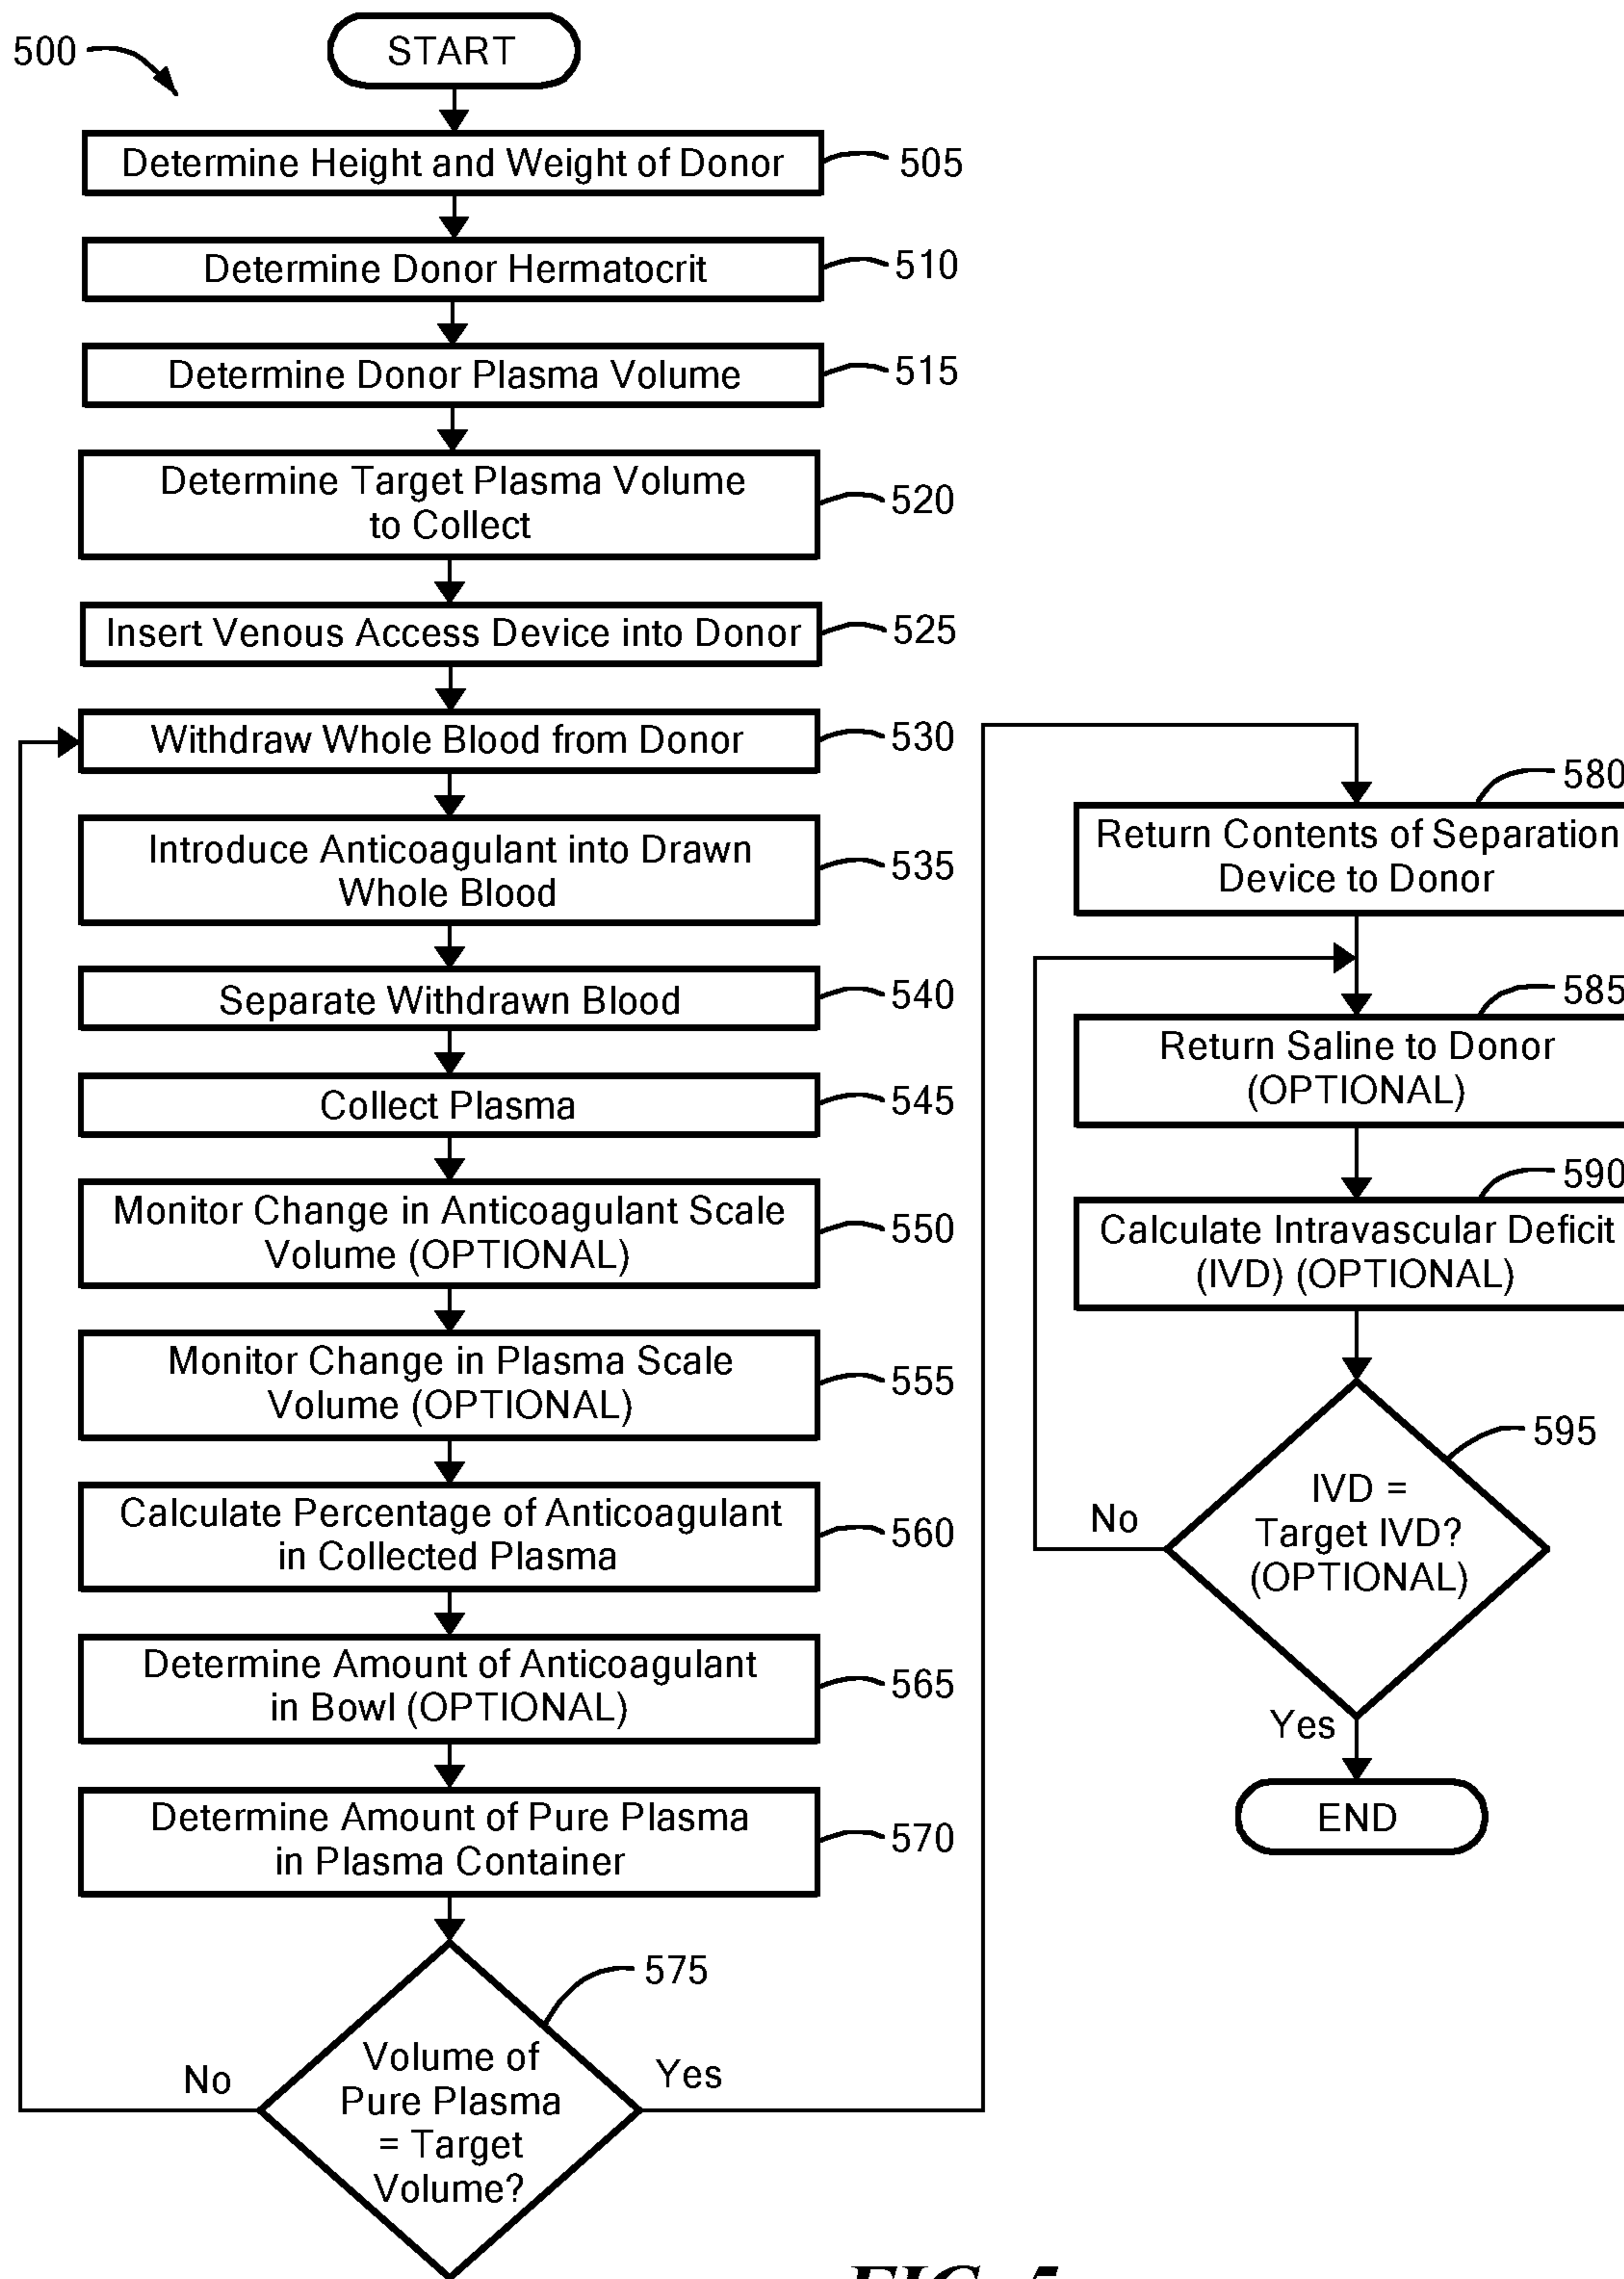 500
START
Determine Height and Weight of Donor
505
Determine Donor Hermatocrit
510
Determine Donor Plasma Volume
515
Determine Target Plasma Volume
to Collect
520
Insert Venous Access Device into Donor
525
Withdraw Whole Blood from Donor
530
Introduce Anticoagulant into Drawn
Whole Blood
535
Separate Withdrawn Blood
540
Collect Plasma
545
Monitor Change in Anticoagulant Scale
Volume (OPTIONAL)
550
Monitor Change in Plasma Scale
Volume (OPTIONAL)
555
Calculate Percentage of Anticoagulant
in Collected Plasma
560
Determine Amount of Anticoagulant
in Bowl (OPTIONAL)
565
Determine Amount of Pure Plasma
in Plasma Container
570
575
Volume of
Pure Plasma
= Target
Volume?
No
Yes
580
Return Contents of Separation
Device to Donor
585
Return Saline to Donor
(OPTIONAL)
590
Calculate Intravascular Deficit
(IVD) (OPTIONAL)
595
IVD =
Target IVD?
(OPTIONAL)
No
Yes
END
FIG. 5